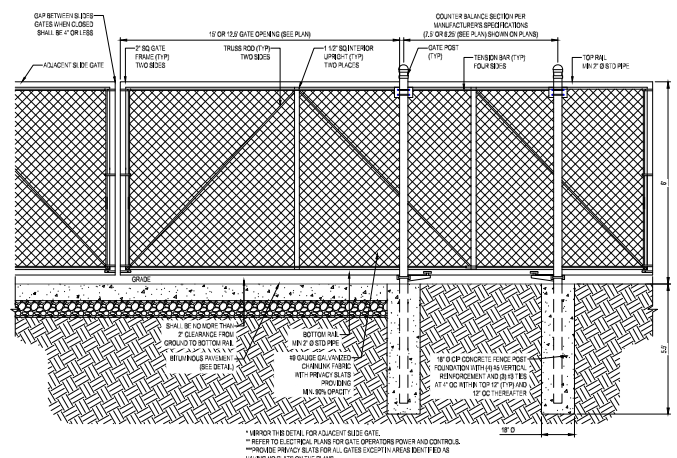 GAP BETWEEN SLIDES
GATES WHEN CLOSED
SHALL BE 4" OR LESS
ADJACENT SLIDE GATE
15' OR 12.5' GATE OPENING (SEE PLAN)
2" SQ GATE
FRAME (TYP)
TWO SIDES
TRUSS ROD (TYP)
TWO SIDES
1 1/2" SQ INTERIOR
UPRIGHT (TYP)
TWO PLACES
COUNTER BALANCE SECTION PER
MANUFACTURER'S SPECIFICATIONS
(7.5' OR 6.25' (SEE PLAN) SHOWN ON PLANS)
GATE POST
(TYP)
TENSION BAR (TYP)
FOUR SIDES
TOP RAIL
MIN 2" Ø STD PIPE
6'
GRADE
SHALL BE NO MORE THAN
2" CLEARANCE FROM
GROUND TO BOTTOM RAIL
BITUMINOUS PAVEMENT
(SEE DETAIL)
BOTTOM RAIL
MIN 2" Ø STD PIPE
#9 GAUGE GALVANIZED
CHAINLINK FABRIC
WITH PRIVACY SLATS
PROVIDING
MIN. 90% OPACITY
18" Ø CIP CONCRETE FENCE POST
FOUNDATION WITH (4) #5 VERTICAL
REINFORCEMENT AND (3) #3 TIES
AT 4" OC WITHIN TOP 12" (TYP) AND
12" OC THEREAFTER
5.5'
18" Ø
* MIRROR THIS DETAIL FOR ADJACENT SLIDE GATE.
** REFER TO ELECTRICAL PLANS FOR GATE OPERATORS POWER AND CONTROLS.
***PROVIDE PRIVACY SLATS FOR ALL GATES EXCEPT IN AREAS IDENTIFIED AS